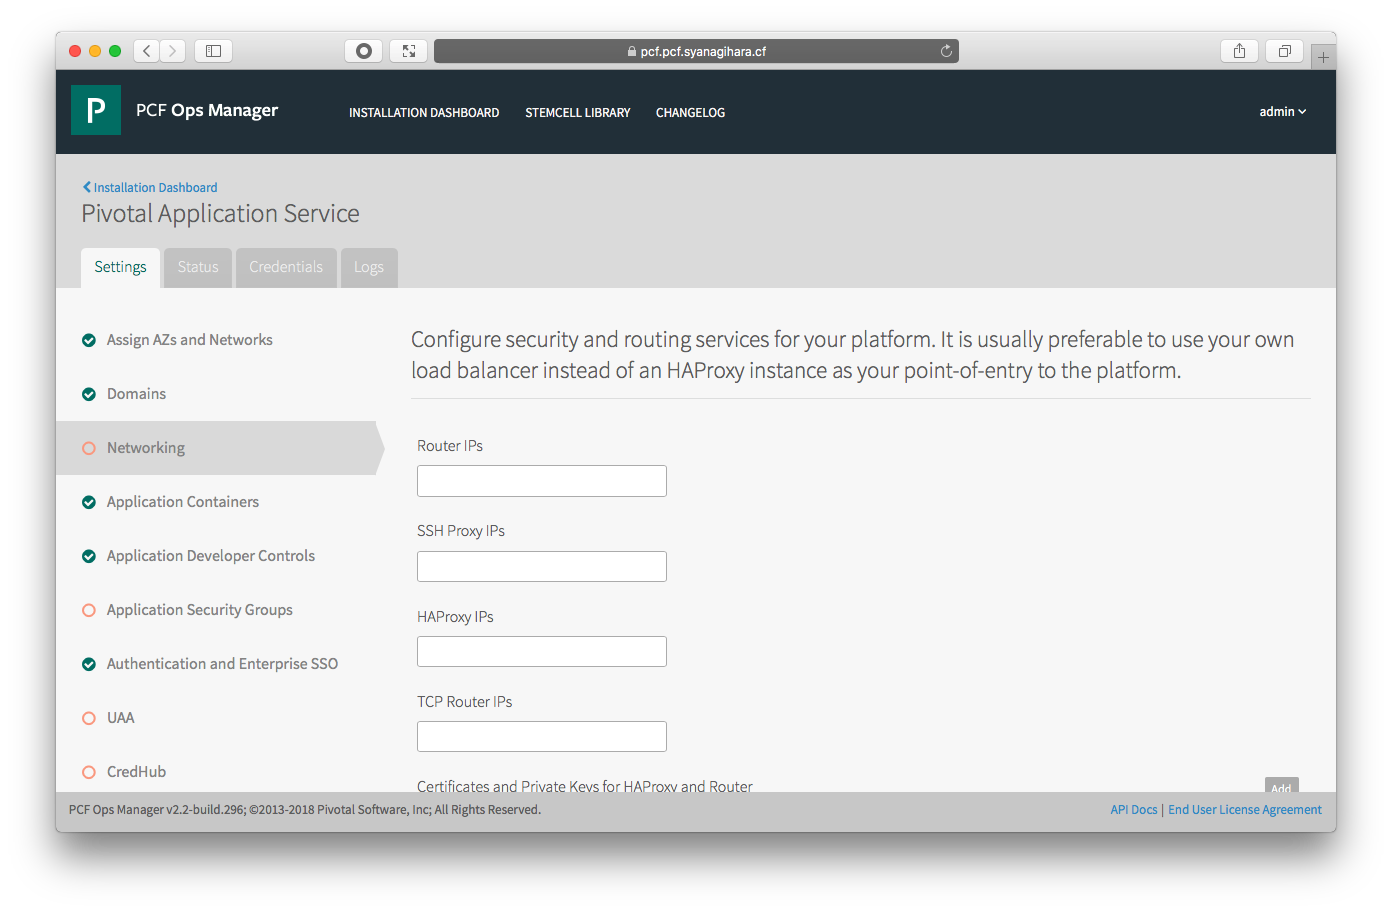 pcf.pcf.syanagihara.cf
P
PCF Ops Manager
INSTALLATION DASHBOARD
STEMCELL LIBRARY
CHANGELOG
admin
Installation Dashboard
Pivotal Application Service
Settings
Status
Credentials
Logs
Assign AZs and Networks
Domains
Networking
Application Containers
Application Developer Controls
Application Security Groups
Authentication and Enterprise SSO
UAA
CredHub
Configure security and routing services for your platform. It is usually preferable to use your own
load balancer instead of an HAProxy instance as your point-of-entry to the platform.
Router IPs
SSH Proxy IPs
HAProxy IPs
TCP Router IPs
Certificates and Private Keys for HAProxy and Router
Add
PCF Ops Manager v2.2-build.296; ©2013-2018 Pivotal Software, Inc; All Rights Reserved.
API Docs | End User License Agreement